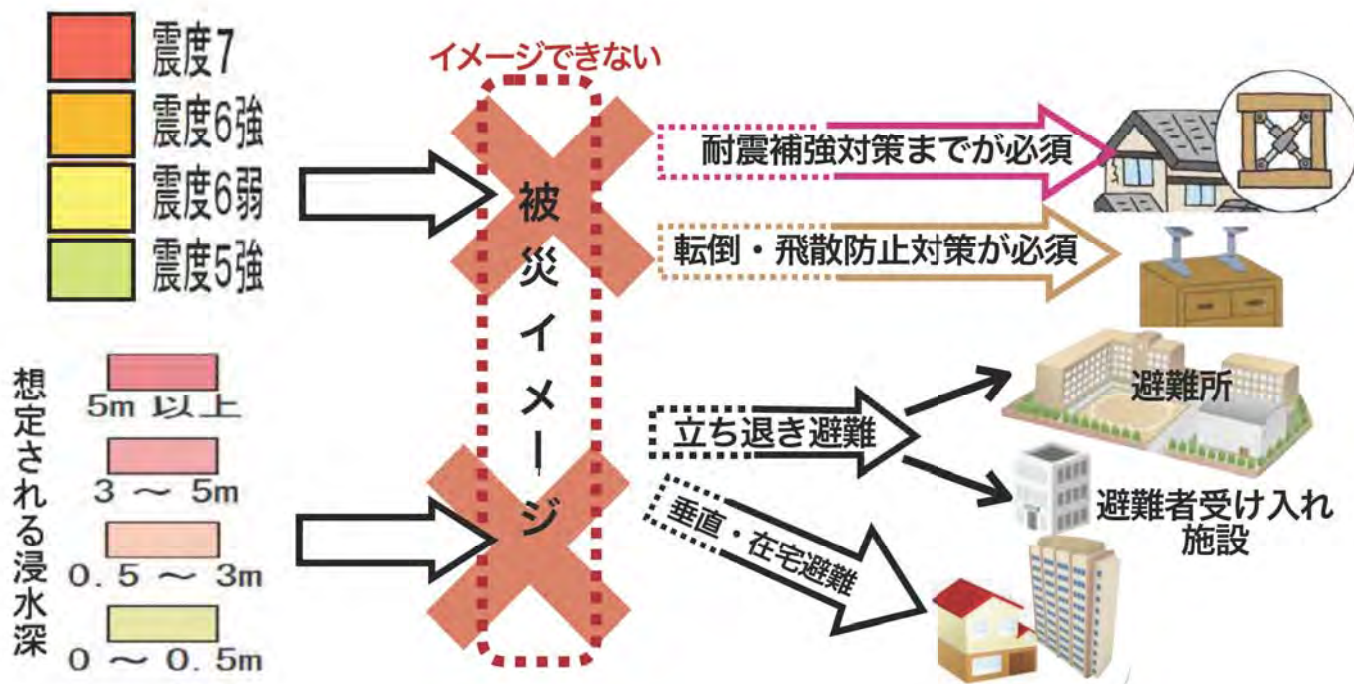 震度7
震度6強
震度6弱
震度5強
想定される浸水深
5m 以上
3 ～ 5m
0.5 ～ 3m
0 ～ 0.5m
イメージできない
被災イメージ
耐震補強対策までが必須
転倒・飛散防止対策が必須
立ち退き避難
垂直・在宅避難
避難所
避難者受け入れ
施設